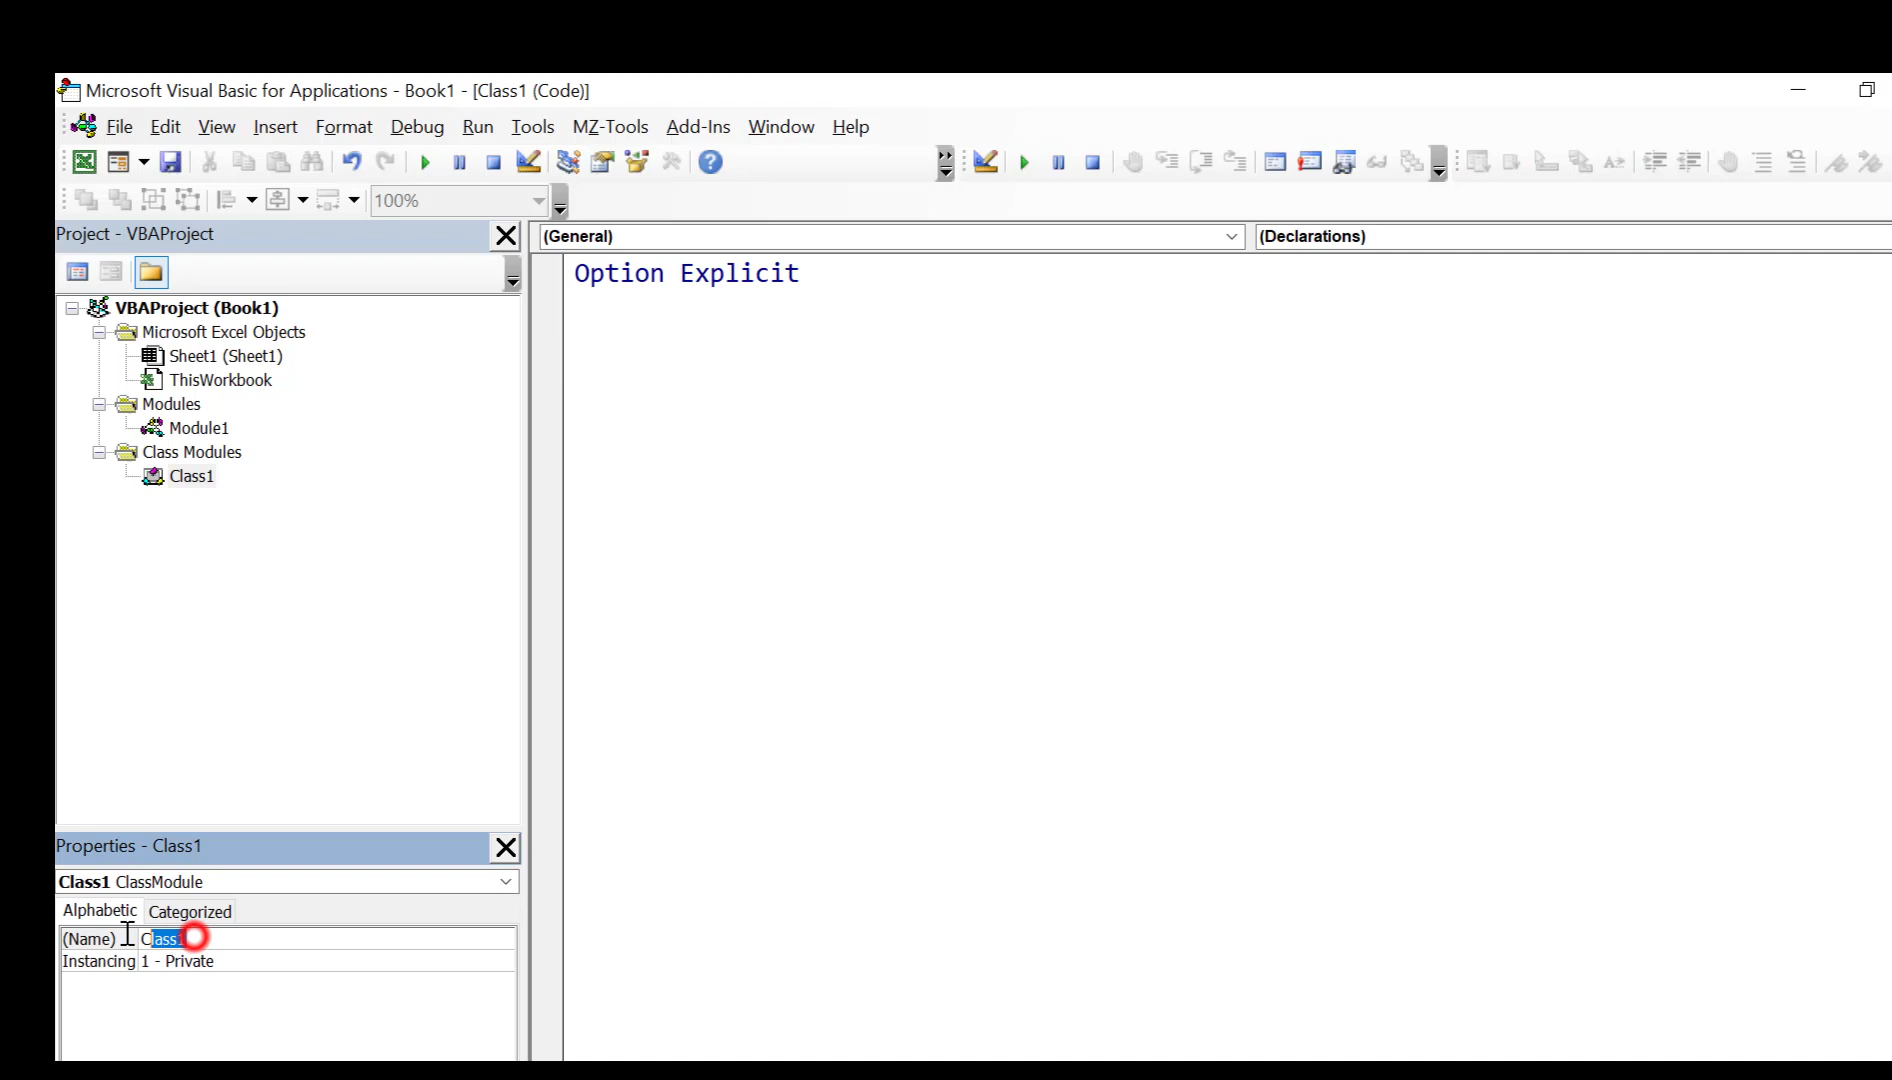 Microsoft Visual Basic for Applications - Book1 - [Class1 (Code)]
File Edit View Insert Format Debug Run Tools MZ-Tools Add-Ins Window Help
100%
Project - VBAProject
(General) (Declarations)
Option Explicit
VBAProject (Book1)
Microsoft Excel Objects
Sheet1 (Sheet1)
ThisWorkbook
Modules
Module1
Class Modules
Class1
Properties - Class1
Class1 ClassModule
Alphabetic Categorized
(Name) Class1
Instancing 1 - Private